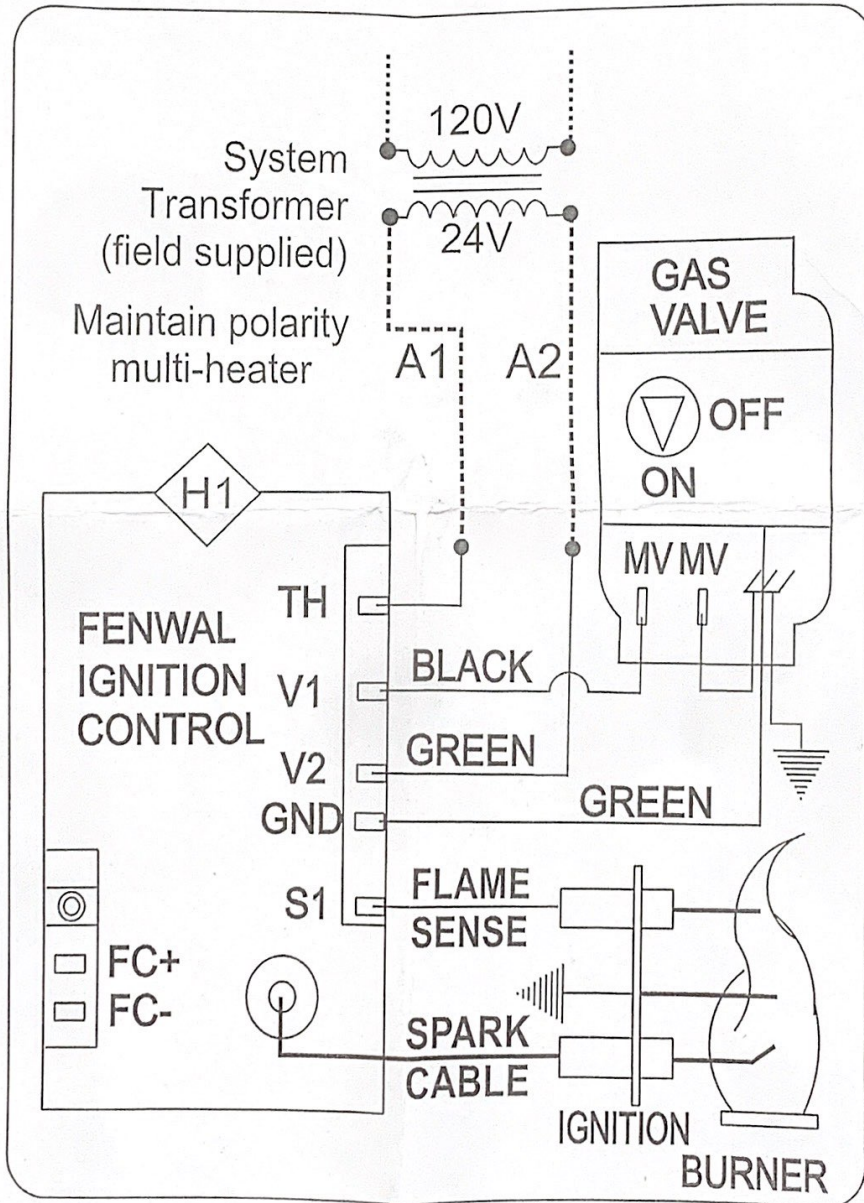 120V
System
Transformer
(field supplied)
24V
Maintain polarity
multi-heater
A1
A2
GAS
VALVE
OFF
ON
MV MV
H1
FENWAL
IGNITION
CONTROL
TH
V1
V2
GND
S1
BLACK
GREEN
GREEN
FLAME
SENSE
FC+
FC-
SPARK
CABLE
IGNITION
BURNER